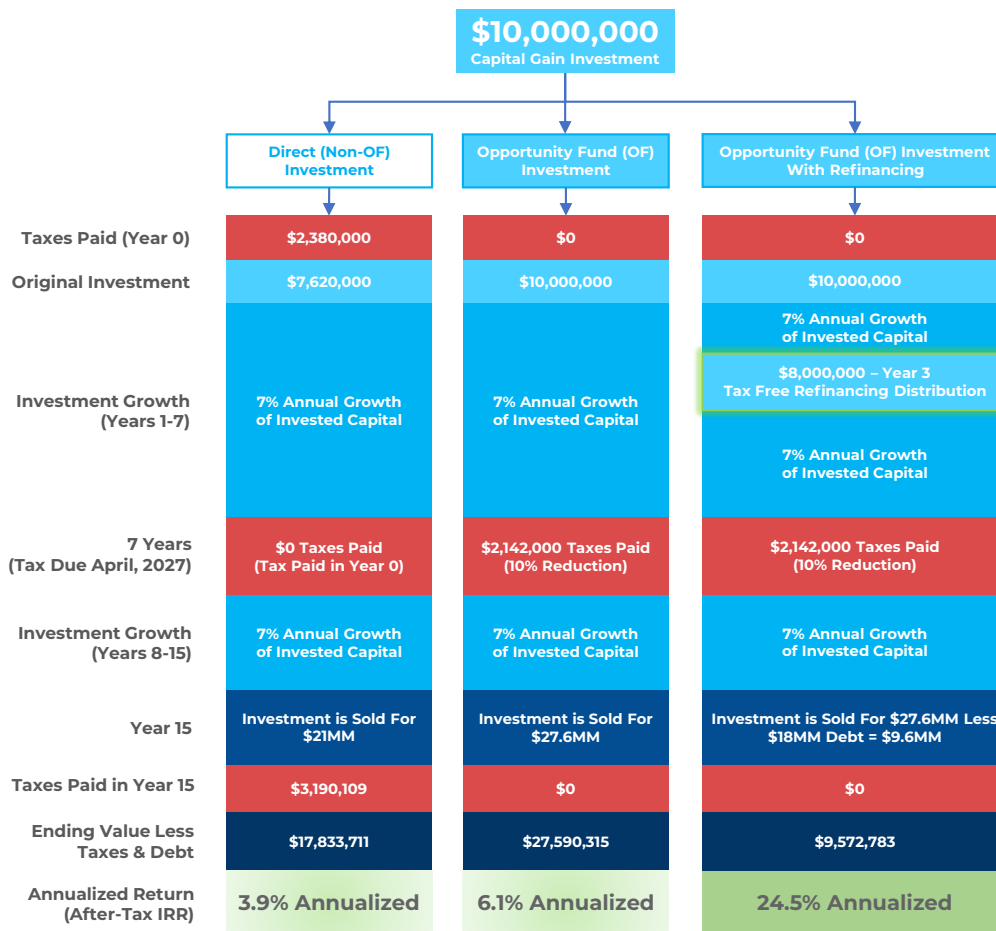 $10,000,000
Capital Gain Investment
Direct (Non-OF)
Investment
Opportunity Fund (OF)
Investment
Opportunity Fund (OF) Investment
With Refinancing
Taxes Paid (Year 0)
$2,380,000
$0
$0
Original Investment
$7,620,000
$10,000,000
$10,000,000
Investment Growth
(Years 1-7)
7% Annual Growth
of Invested Capital
7% Annual Growth
of Invested Capital
7% Annual Growth
of Invested Capital
$8,000,000 – Year 3
Tax Free Refinancing Distribution
7% Annual Growth
of Invested Capital
7 Years
(Tax Due April, 2027)
$0 Taxes Paid
(Tax Paid in Year 0)
$2,142,000 Taxes Paid
(10% Reduction)
$2,142,000 Taxes Paid
(10% Reduction)
Investment Growth
(Years 8-15)
7% Annual Growth
of Invested Capital
7% Annual Growth
of Invested Capital
7% Annual Growth
of Invested Capital
Year 15
Investment is Sold For
$21MM
Investment is Sold For
$27.6MM
Investment is Sold For $27.6MM Less
$18MM Debt = $9.6MM
Taxes Paid in Year 15
$3,190,109
$0
$0
Ending Value Less
Taxes & Debt
$17,833,711
$27,590,315
$9,572,783
Annualized Return
(After-Tax IRR)
3.9% Annualized
6.1% Annualized
24.5% Annualized